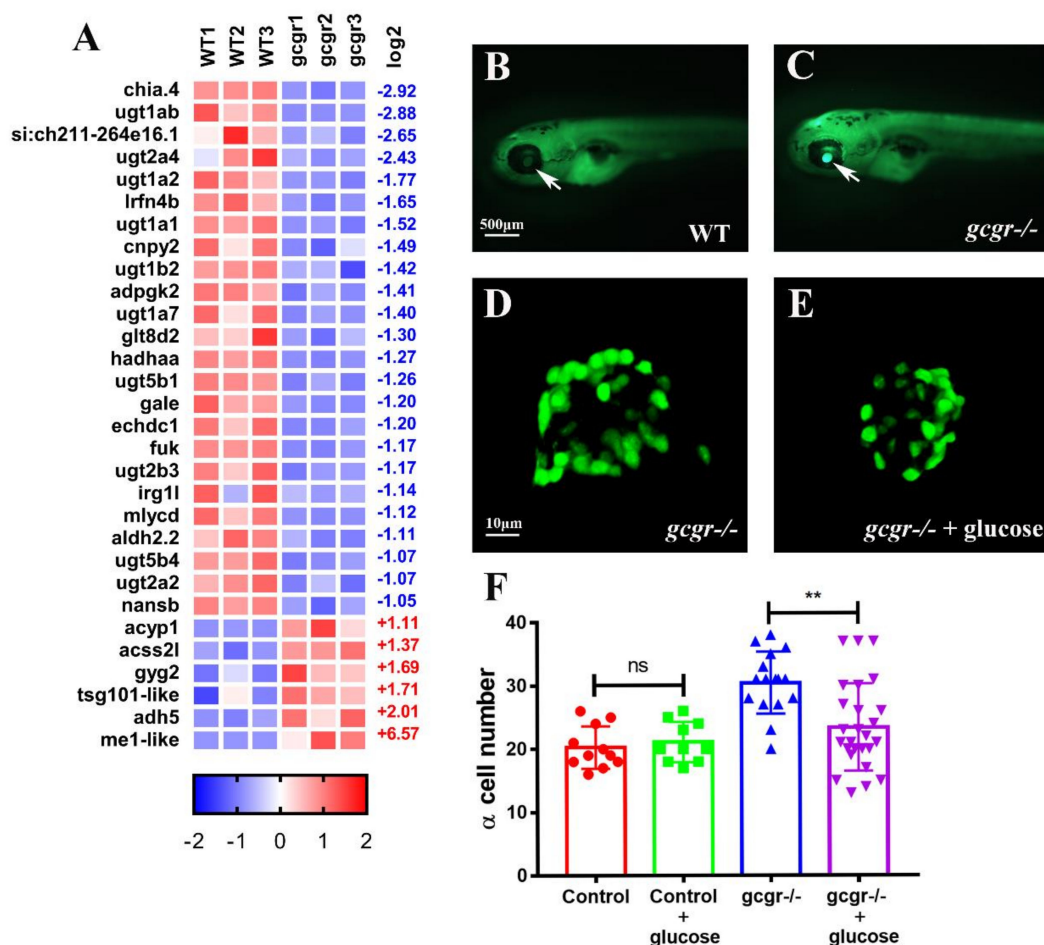 A
WT1 WT2 WT3 gcgr1 gcgr2 gcgr3 log2
chia.4 -2.92
ugt1ab -2.88
si:ch211-264e16.1 -2.65
ugt2a4 -2.43
ugt1a2 -1.77
lrfn4b -1.65
ugt1a1 -1.52
cnpy2 -1.49
ugt1b2 -1.42
adpgk2 -1.41
ugt1a7 -1.40
glt8d2 -1.30
hadhaa -1.27
ugt5b1 -1.26
gale -1.20
echdc1 -1.20
fuk -1.17
ugt2b3 -1.17
irg1l -1.14
mlycd -1.12
aldh2.2 -1.11
ugt5b4 -1.07
ugt2a2 -1.07
nansb -1.05
acyp1 +1.11
acss2l +1.37
gyg2 +1.69
tsg101-like +1.71
adh5 +2.01
me1-like +6.57
-2 -1 0 1 2
B
500μm
WT
C
gcgr-/-
D
10μm
gcgr-/-
E
gcgr-/- + glucose
F
α cell number
40
30
20
10
0
ns
**
Control
Control
+
glucose
gcgr-/-
gcgr-/-
+
glucose